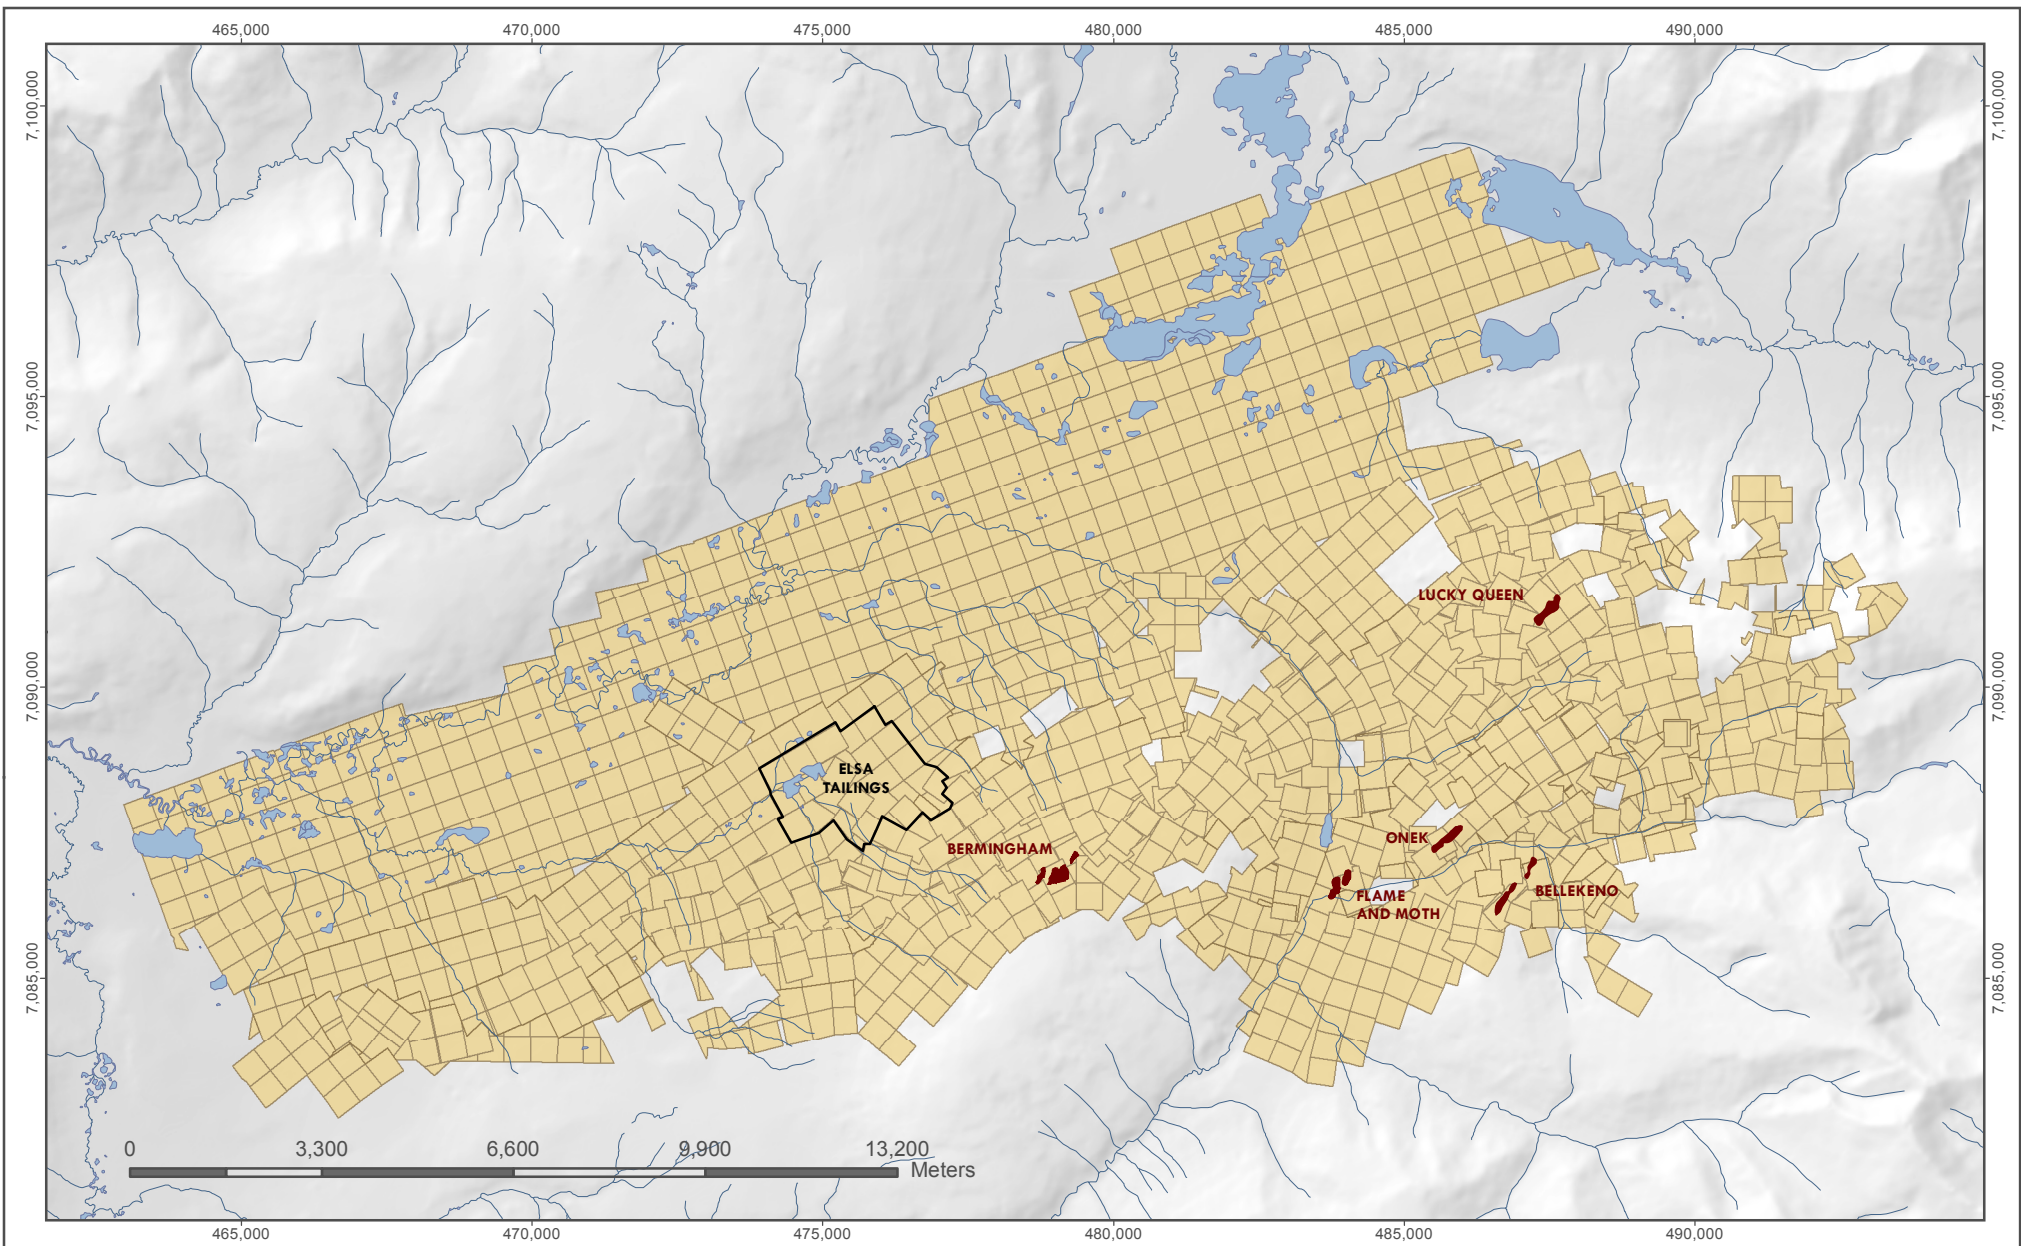 465,000 470,000 475,000 480,000 485,000 490,000
7,100,000 7,100,000
7,095,000 7,095,000
LUCKY QUEEN
7,090,000 7,090,000
ELSA
TAILINGS
ONEK
BERMINGHAM
BELLEKENO
FLAME
AND MOTH
7,085,000 7,085,000
0 3,300 6,600 9,900 13,200
Meters
465,000 470,000 475,000 480,000 485,000 490,000